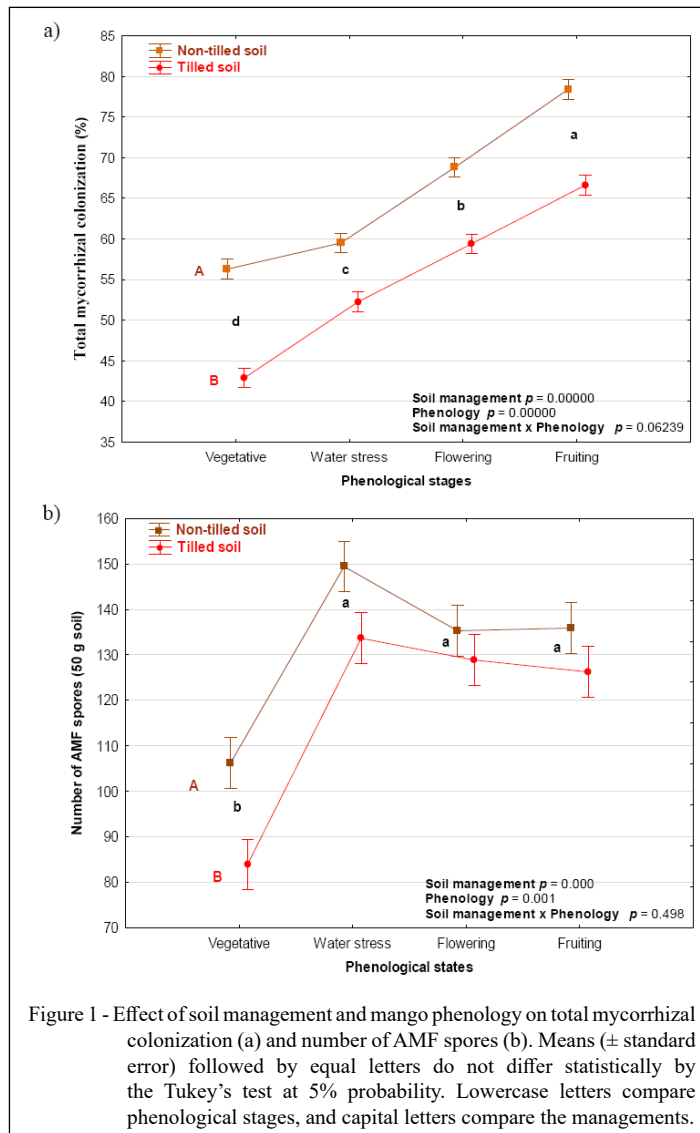 a)
Non-tilled soil
Tilled soil
Total mycorrhizal colonization (%)
85
80
75
70
65
60
55
50
45
40
35
A
B
d
c
b
a
Soil management p = 0.00000
Phenology p = 0.00000
Soil management x Phenology p = 0.06239
Vegetative Water stress Flowering Fruiting
Phenological stages
b)
Non-tilled soil
Tilled soil
Number of AMF spores (50 g soil)
160
150
140
130
120
110
100
90
80
70
A
B
b
a
a
a
Soil management p = 0.000
Phenology p = 0.001
Soil management x Phenology p = 0.498
Vegetative Water stress Flowering Fruiting
Phenological states
Figure 1 - Effect of soil management and mango phenology on total mycorrhizal
colonization (a) and number of AMF spores (b). Means (± standard
error) followed by equal letters do not differ statistically by
the Tukey's test at 5% probability. Lowercase letters compare
phenological stages, and capital letters compare the managements.